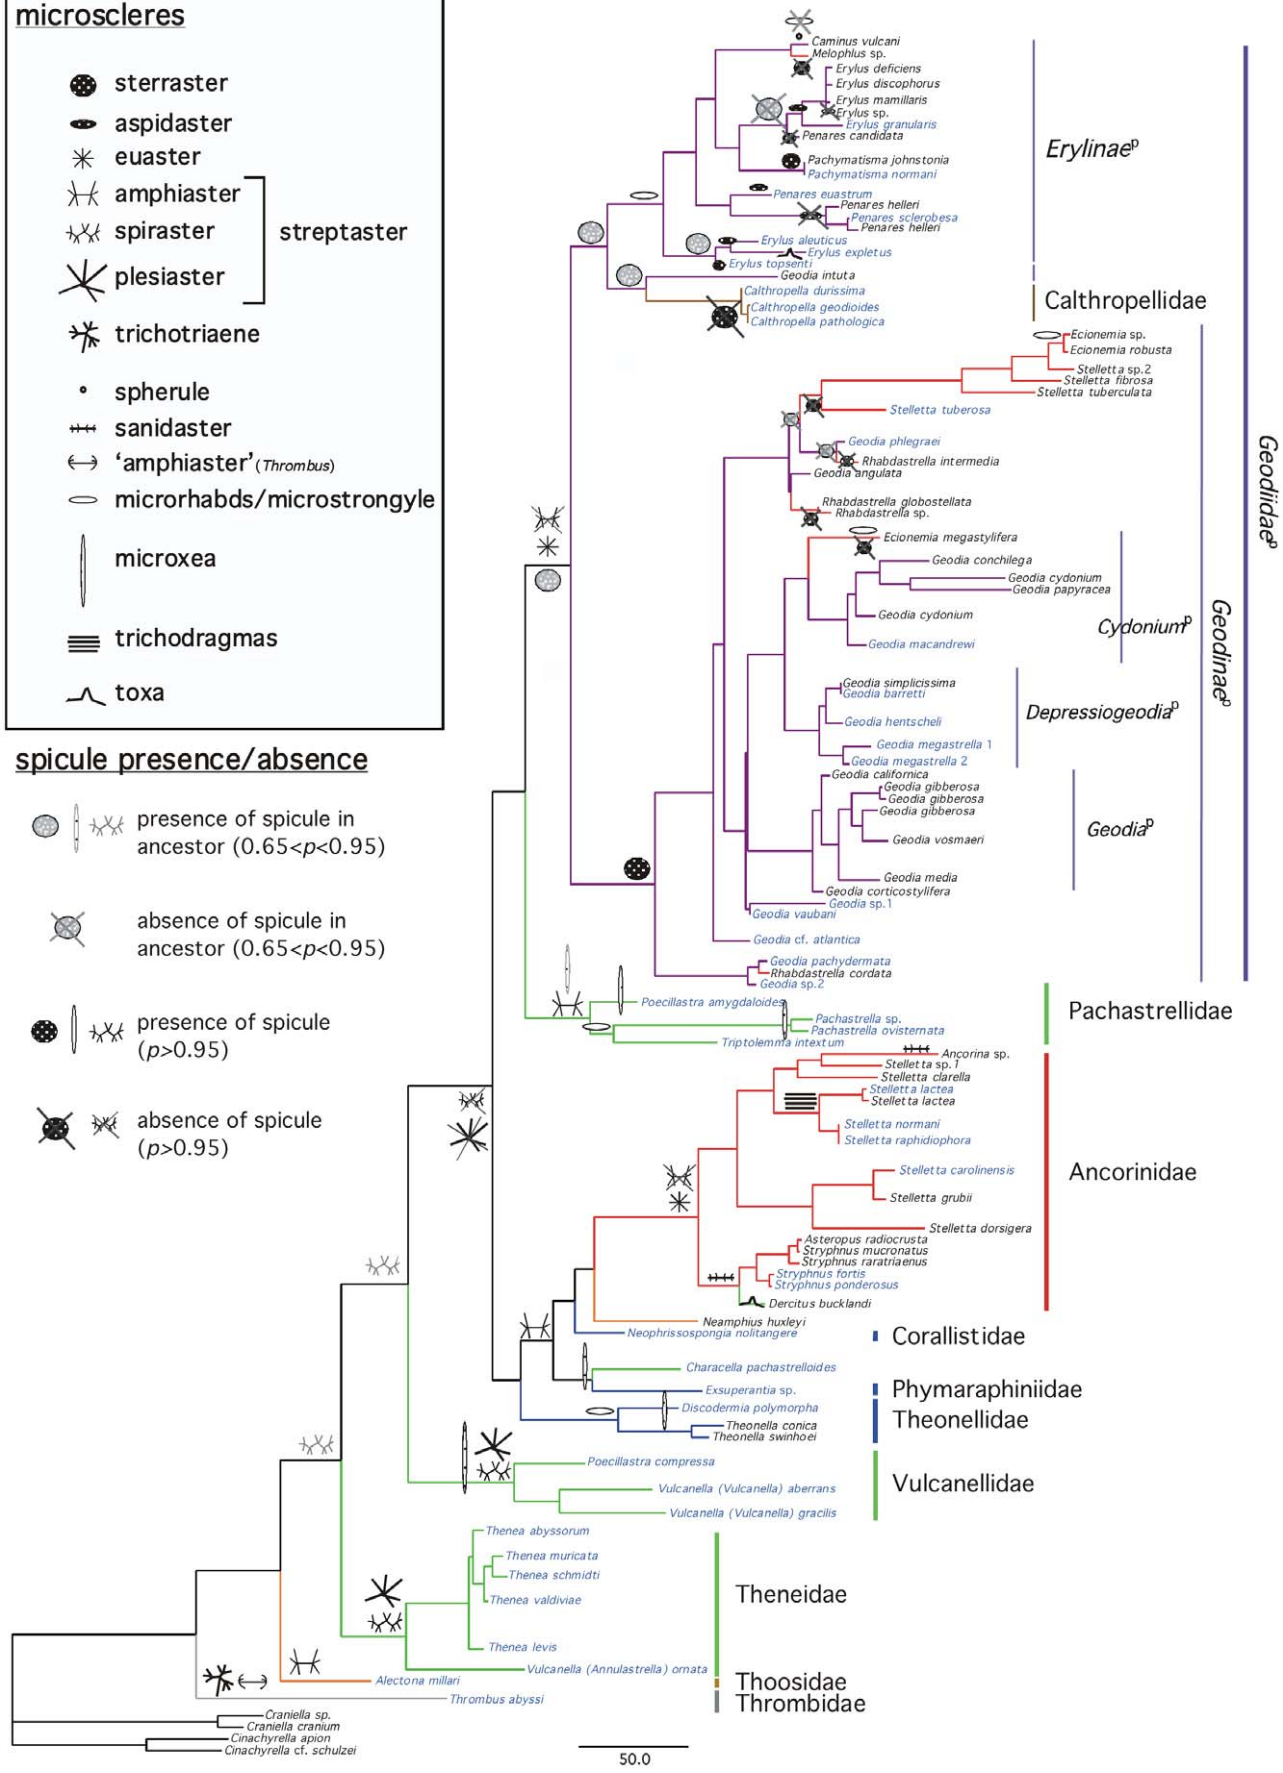 microscleres
sterraster
aspidaster
euaster
amphiaster
spiraster
streptaster
plesiaster
trichotriaene
spherule
sanidaster
‘amphiaster’(Thrombus)
microrhabds/microstrongyle
microxea
trichodragmas
toxa
spicule presence/absence
presence of spicule in
ancestor (0.65<p<0.95)
absence of spicule in
ancestor (0.65<p<0.95)
presence of spicule
(p>0.95)
absence of spicule
(p>0.95)
Caminus vulcani
Melophlus sp.
Erylus deficiens
Erylus discophorus
Erylus mamillaris
Erylus sp.
Erylus granularis
Penares candidata
Pachymatisma johnstonia
Pachymatisma normani
Penares euastrum
Penares helleri
Penares sclerobesa
Penares helleri
Erylus aleuticus
Erylus expletus
Erylus topsenti
Geodia intuta
Calthropella durissima
Calthropella geodioides
Calthropella pathologica
Erylinaeᵖ
Calthropellidae
Ecionemia sp.
Ecionemia robusta
Stelletta sp.2
Stelletta fibrosa
Stelletta tuberculata
Stelletta tuberosa
Geodia phlegraei
Rhabdastrella intermedia
Geodia angulata
Rhabdastrella globostellata
Rhabdastrella sp.
Ecionemia megastylifera
Geodia conchilega
Geodia cydonium
Geodia papyracea
Geodia cydonium
Geodia macandrewi
Cydoniumᵖ
Geodia simplicissima
Geodia barretti
Geodia hentscheli
Geodia megastrella 1
Geodia megastrella 2
Depressiogeodiaᵖ
Geodia californica
Geodia gibberosa
Geodia gibberosa
Geodia gibberosa
Geodia vosmaeri
Geodia media
Geodia corticostylifera
Geodiaᵖ
Geodia sp.1
Geodia vaubani
Geodia cf. atlantica
Geodia pachydermata
Rhabdastrella cordata
Geodia sp.2
Geodinaeᵖ
Geodiidaeᵖ
Poecillastra amygdaloides
Pachastrella sp.
Pachastrella ovisternata
Triptolemma intextum
Pachastrellidae
Ancorina sp.
Stelletta sp.1
Stelletta clarella
Stelletta lactea
Stelletta lactea
Stelletta normani
Stelletta raphidiophora
Stelletta carolinensis
Stelletta grubii
Stelletta dorsigera
Asteropus radiocrusta
Stryphnus mucronatus
Stryphnus raratriaenus
Stryphnus fortis
Stryphnus ponderosus
Dercitus bucklandi
Ancorinidae
Neamphius huxleyi
Neophrissospongia nolitangere
Corallistidae
Characella pachastrelloides
Exsuperantia sp.
Phymaraphiniidae
Discodermia polymorpha
Theonella conica
Theonella swinhoei
Theonellidae
Poecillastra compressa
Vulcanella (Vulcanella) aberrans
Vulcanella (Vulcanella) gracilis
Vulcanellidae
Thenea abyssorum
Thenea muricata
Thenea schmidti
Thenea valdiviae
Thenea levis
Vulcanella (Annulastrella) ornata
Theneidae
Alectona millari
Thoosidae
Thrombus abyssi
Thrombidae
Craniella sp.
Craniella cranium
Cinachyrella apion
Cinachyrella cf. schulzei
50.0